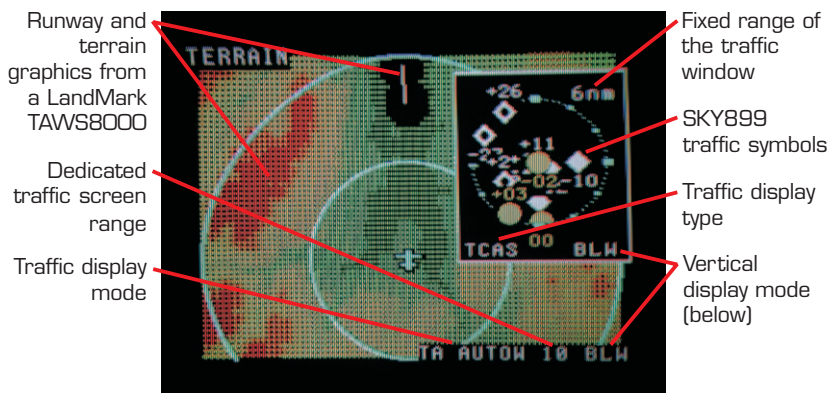 Runway and
terrain
graphics from
a LandMark
TAWS8000
Dedicated
traffic screen
range
Traffic display
mode
TERRAIN
+26
6nm
+11
-02
-10
+03
00
TCAS BLW
TA AUTOW 10 BLW
Fixed range of
the traffic
window
SKY899
traffic symbols
Traffic display
type
Vertical
display mode
(below)